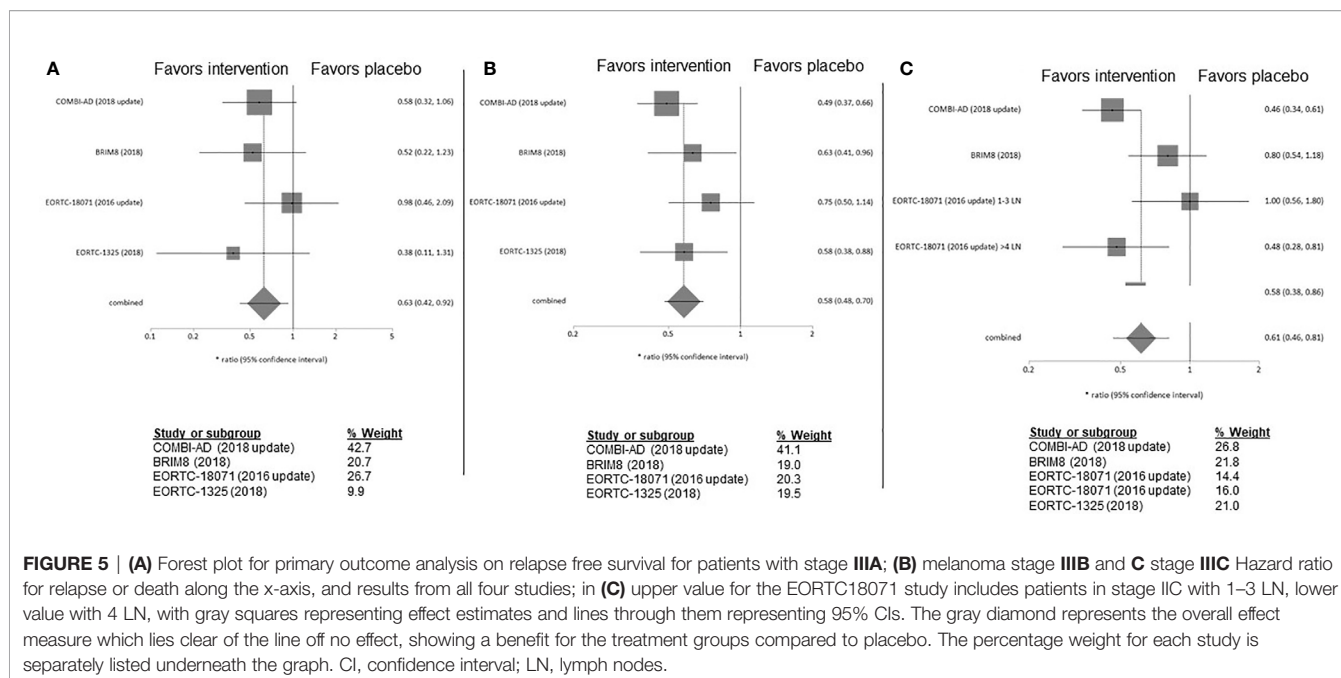 A
Favors intervention Favors placebo
COMBI-AD (2018 update) 0.58 (0.32, 1.06)
BRIM8 (2018) 0.52 (0.22, 1.23)
EORTC-18071 (2016 update) 0.98 (0.46, 2.09)
EORTC-1325 (2018) 0.38 (0.11, 1.31)
combined 0.63 (0.42, 0.92)
0.1 0.2 0.5 1 2 5
* ratio (95% confidence interval)
Study or subgroup % Weight
COMBI-AD (2018 update) 42.7
BRIM8 (2018) 20.7
EORTC-18071 (2016 update) 26.7
EORTC-1325 (2018) 9.9
B
Favors intervention Favors placebo
COMBI-AD (2018 update) 0.49 (0.37, 0.66)
BRIM8 (2018) 0.63 (0.41, 0.96)
EORTC-18071 (2016 update) 0.75 (0.50, 1.14)
EORTC-1325 (2018) 0.58 (0.38, 0.88)
combined 0.58 (0.48, 0.70)
0.2 0.5 1 2
* ratio (95% confidence interval)
Study or subgroup % Weight
COMBI-AD (2018 update) 41.1
BRIM8 (2018) 19.0
EORTC-18071 (2016 update) 20.3
EORTC-1325 (2018) 19.5
C
Favors intervention Favors placebo
COMBI-AD (2018 update) 0.46 (0.34, 0.61)
BRIM8 (2018) 0.80 (0.54, 1.18)
EORTC-18071 (2016 update) 1-3 LN 1.00 (0.56, 1.80)
EORTC-18071 (2016 update) >4 LN 0.48 (0.28, 0.81)
0.58 (0.38, 0.86)
combined 0.61 (0.46, 0.81)
0.2 0.5 1 2
* ratio (95% confidence interval)
Study or subgroup % Weight
COMBI-AD (2018 update) 26.8
BRIM8 (2018) 21.8
EORTC-18071 (2016 update) 14.4
EORTC-18071 (2016 update) 16.0
EORTC-1325 (2018) 21.0
FIGURE 5 | (A) Forest plot for primary outcome analysis on relapse free survival for patients with stage IIIA; (B) melanoma stage IIIB and C stage IIIC Hazard ratio
for relapse or death along the x-axis, and results from all four studies; in (C) upper value for the EORTC18071 study includes patients in stage IIC with 1–3 LN, lower
value with 4 LN, with gray squares representing effect estimates and lines through them representing 95% CIs. The gray diamond represents the overall effect
measure which lies clear of the line off no effect, showing a benefit for the treatment groups compared to placebo. The percentage weight for each study is
separately listed underneath the graph. CI, confidence interval; LN, lymph nodes.